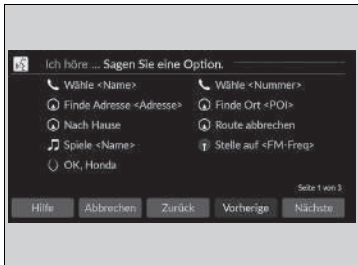 Ich höre ... Sagen Sie eine Option.
Wähle <Name>
Wähle <Nummer>
Finde Adresse <Adresse>
Finde Ort <POI>
Nach Hause
Route abbrechen
Spiele <Name>
Stelle auf <FM-Freq>
OK, Honda
Seite 1 von 3
Hilfe
Abbrechen
Zurück
Vorherige
Nächste